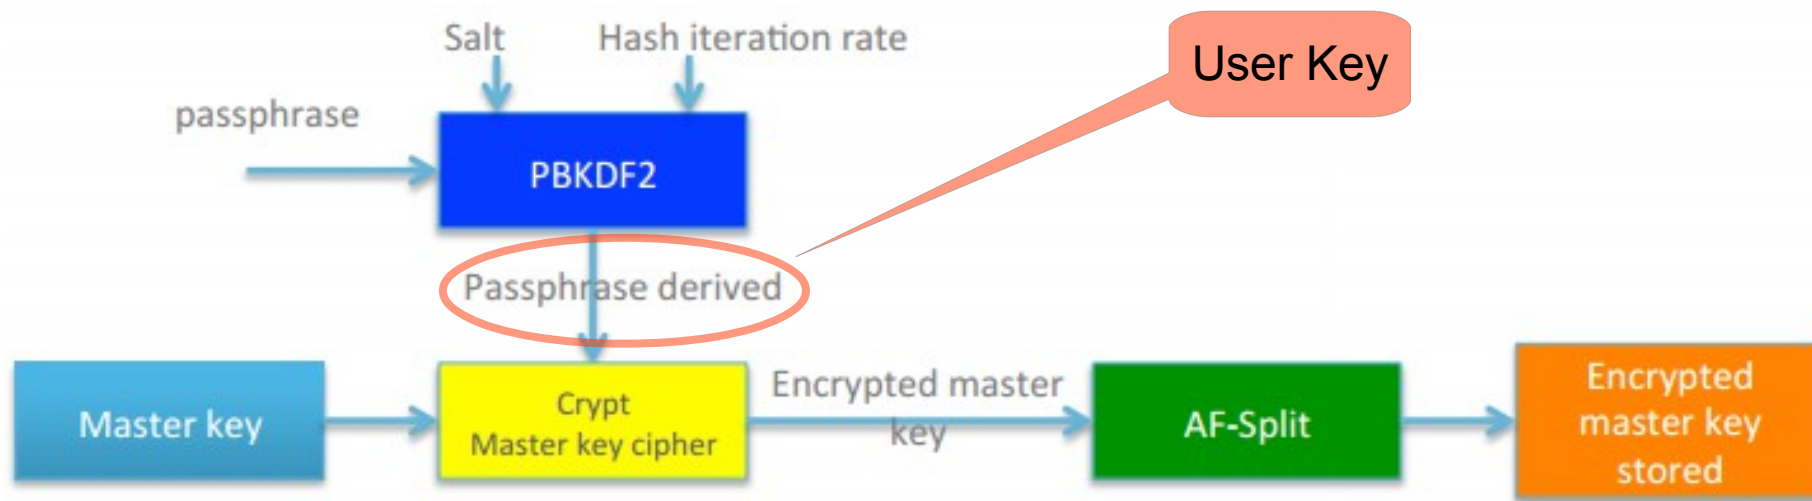 Salt
Hash iteration rate
User Key
passphrase
PBKDF2
Passphrase derived
Master key
Crypt
Master key cipher
Encrypted master
key
AF-Split
Encrypted
master key
stored